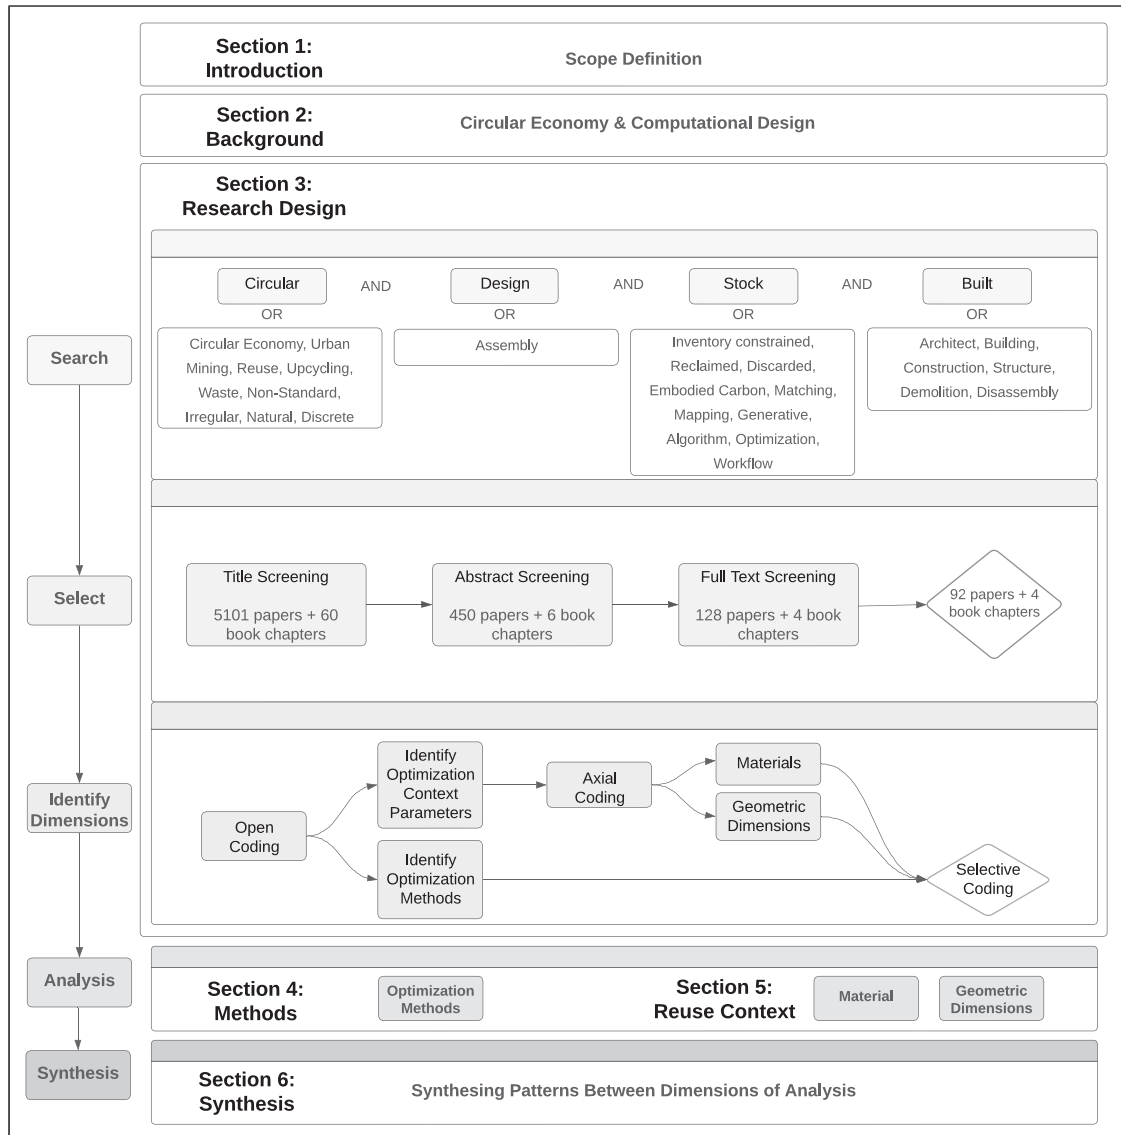 Section 1:
Introduction
Scope Definition
Section 2:
Background
Circular Economy & Computational Design
Section 3:
Research Design
Search
Circular
AND
Design
AND
Stock
AND
Built
OR
OR
OR
OR
Circular Economy, Urban
Mining, Reuse, Upcycling,
Waste, Non-Standard,
Irregular, Natural, Discrete
Assembly
Inventory constrained,
Reclaimed, Discarded,
Embodied Carbon, Matching,
Mapping, Generative,
Algorithm, Optimization,
Workflow
Architect, Building,
Construction, Structure,
Demolition, Disassembly
Select
Title Screening
5101 papers + 60
book chapters
Abstract Screening
450 papers + 6 book
chapters
Full Text Screening
128 papers + 4 book
chapters
92 papers + 4
book chapters
Identify
Dimensions
Open
Coding
Identify
Optimization
Context
Parameters
Identify
Optimization
Methods
Axial
Coding
Materials
Geometric
Dimensions
Selective
Coding
Analysis
Section 4:
Methods
Optimization
Methods
Section 5:
Reuse Context
Material
Geometric
Dimensions
Synthesis
Section 6:
Synthesis
Synthesing Patterns Between Dimensions of Analysis